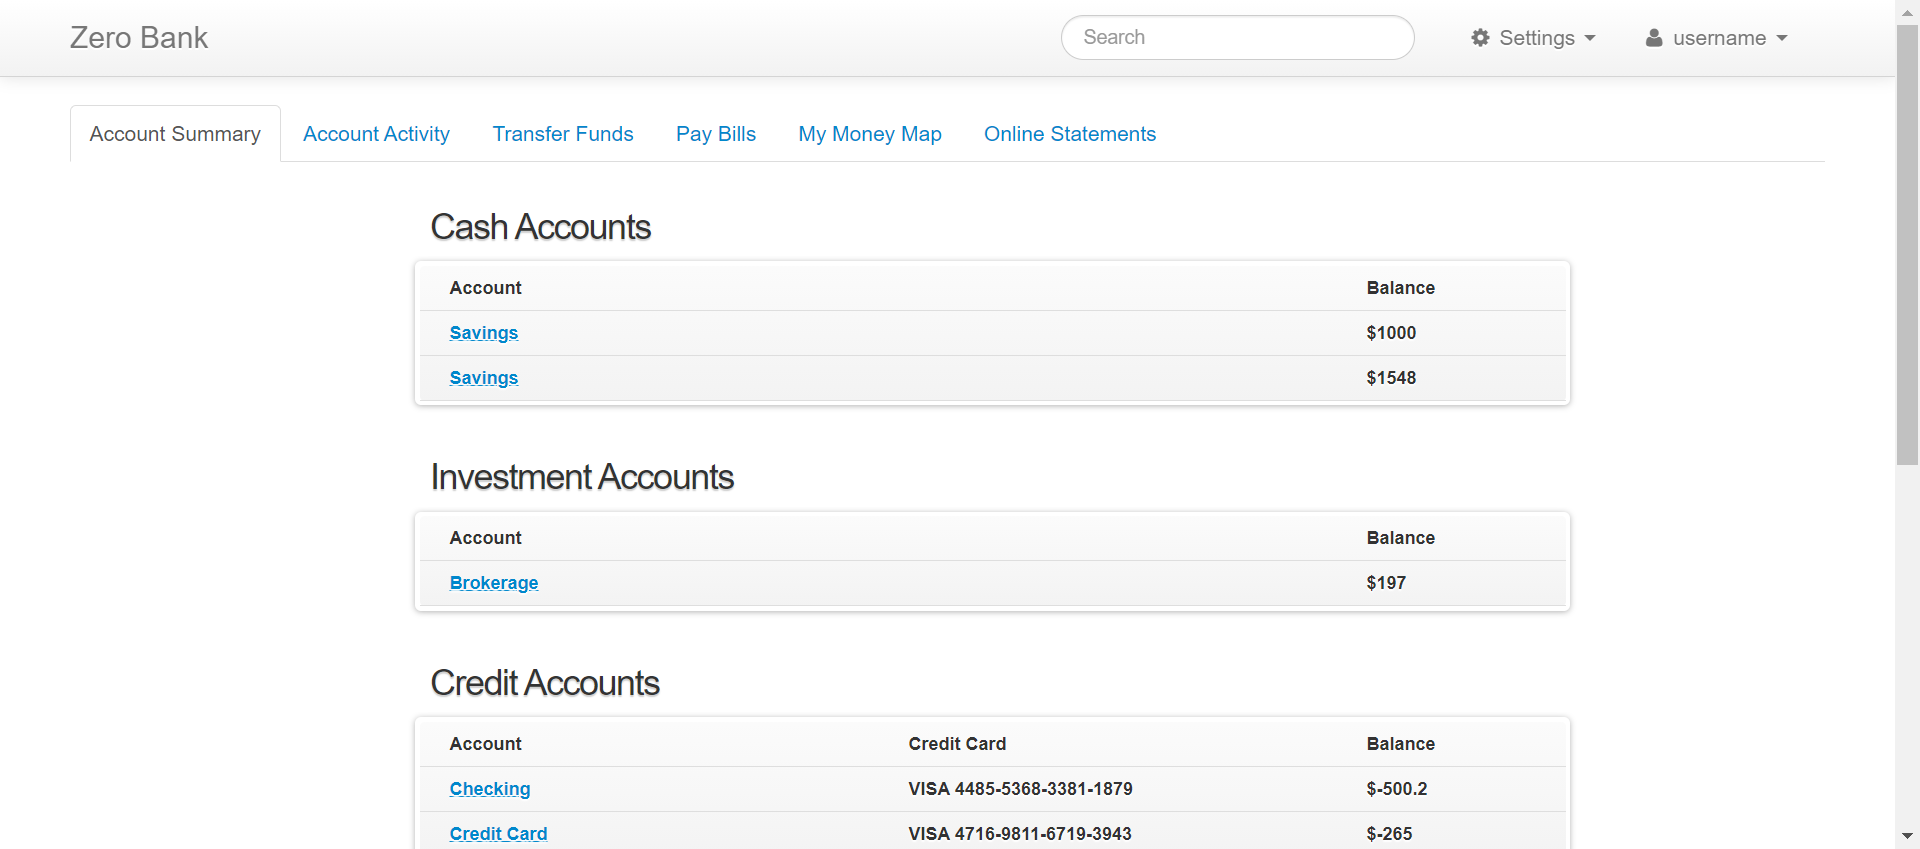 Zero Bank
Search
Settings
username
Account Summary
Account Activity
Transfer Funds
Pay Bills
My Money Map
Online Statements
Cash Accounts
Account Balance
Savings $1000
Savings $1548
Investment Accounts
Account Balance
Brokerage $197
Credit Accounts
Account Credit Card Balance
Checking VISA 4485-5368-3381-1879 $-500.2
Credit Card VISA 4716-9811-6719-3943 $-265